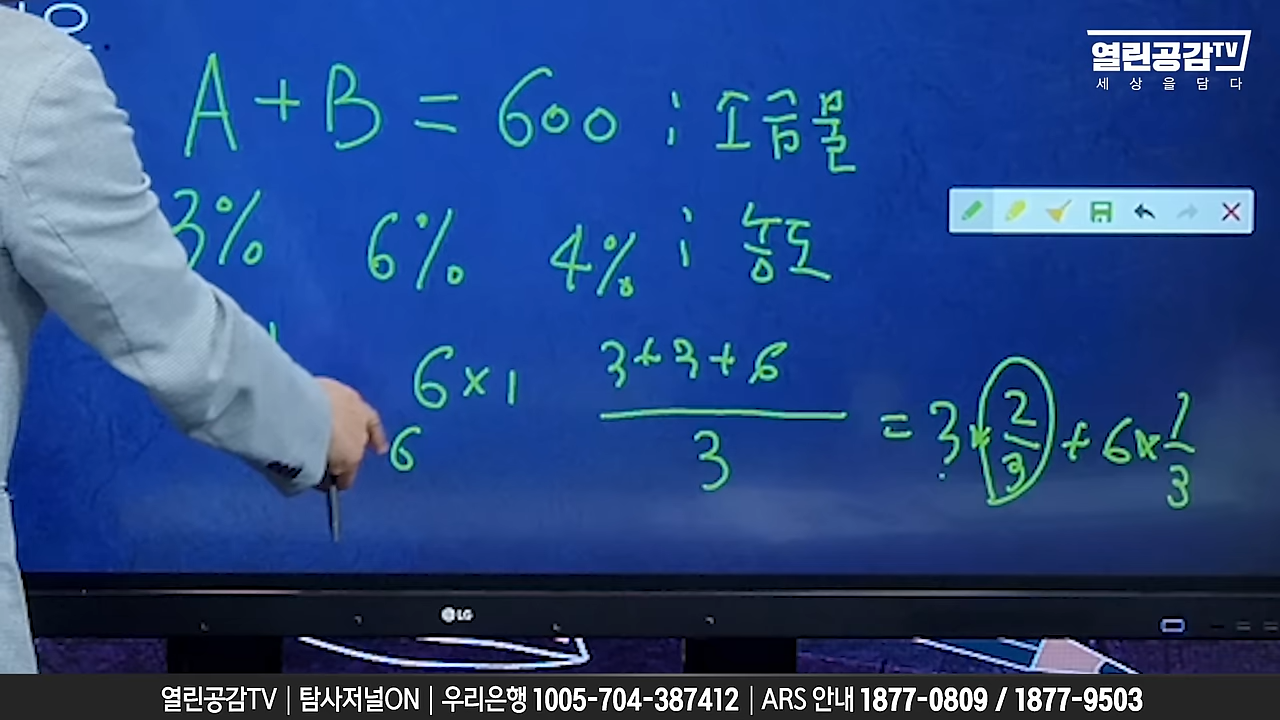 열린공감TV
세상을담다
A + B = 600 ; 소금물
3% 6% 4% ; 농도
6 × 1
6
3 + 3 + 6
3
= 3 × 2/3 + 6 × 1/3
LG
열린공감TV | 탐사저널ON | 우리은행 1005-704-387412 | ARS 안내 1877-0809 / 1877-9503